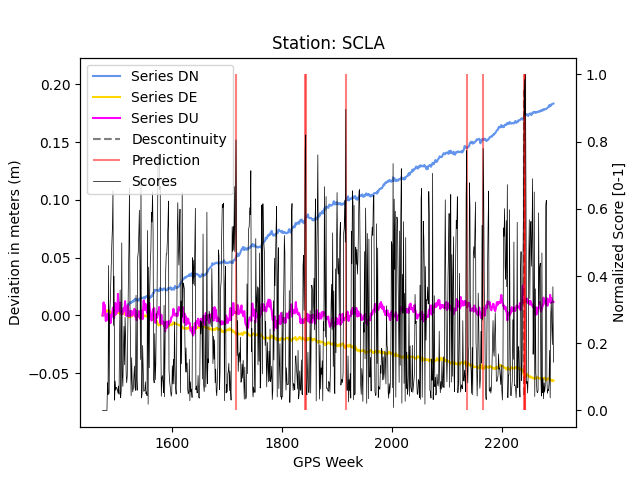 Station: SCLA
Series DN
Series DE
Series DU
Descontinuity
Prediction
Scores
Deviation in meters (m)
0.20
0.15
0.10
0.05
0.00
−0.05
1.0
0.8
0.6
0.4
0.2
0.0
Normalized Score [0-1]
1600
1800
2000
2200
GPS Week